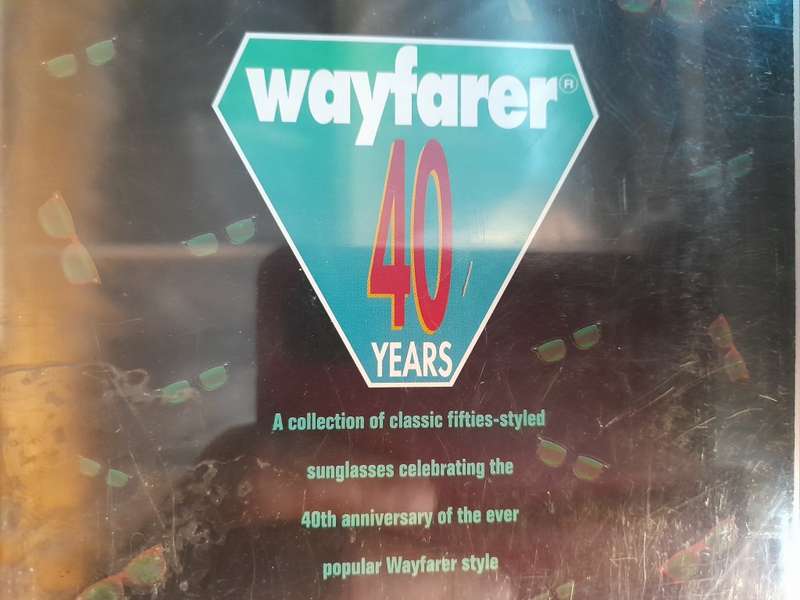 wayfarer®
40
YEARS
A collection of classic fifties-styled
sunglasses celebrating the
40th anniversary of the ever
popular Wayfarer style